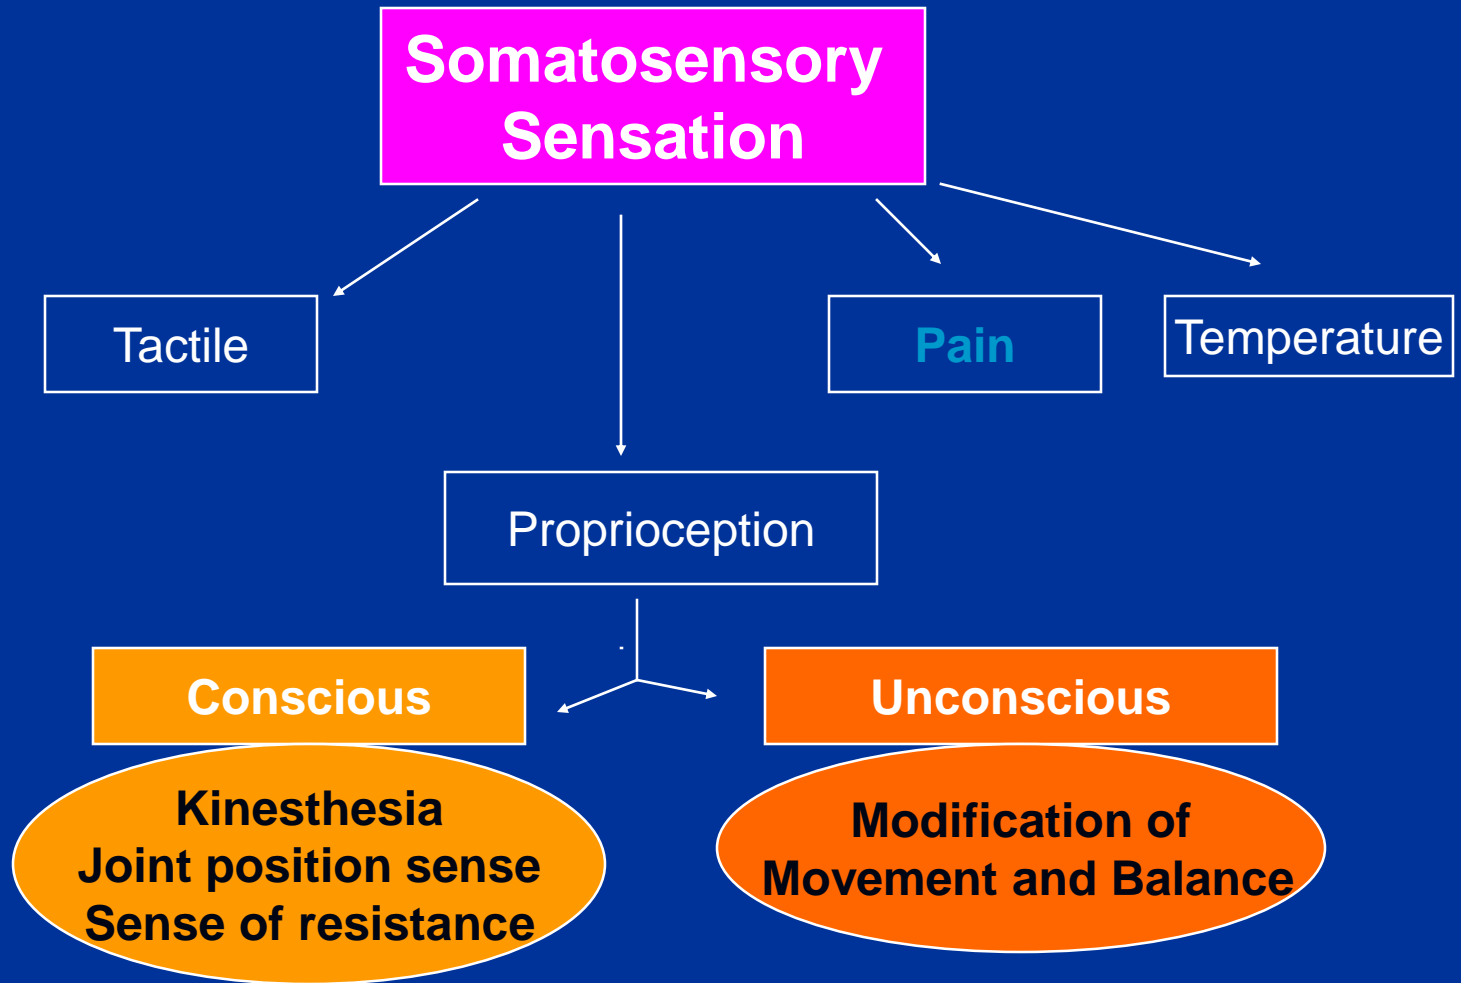 Somatosensory
Sensation
Tactile
Pain
Temperature
Proprioception
Conscious
Unconscious
Kinesthesia
Joint position sense
Sense of resistance
Modification of
Movement and Balance